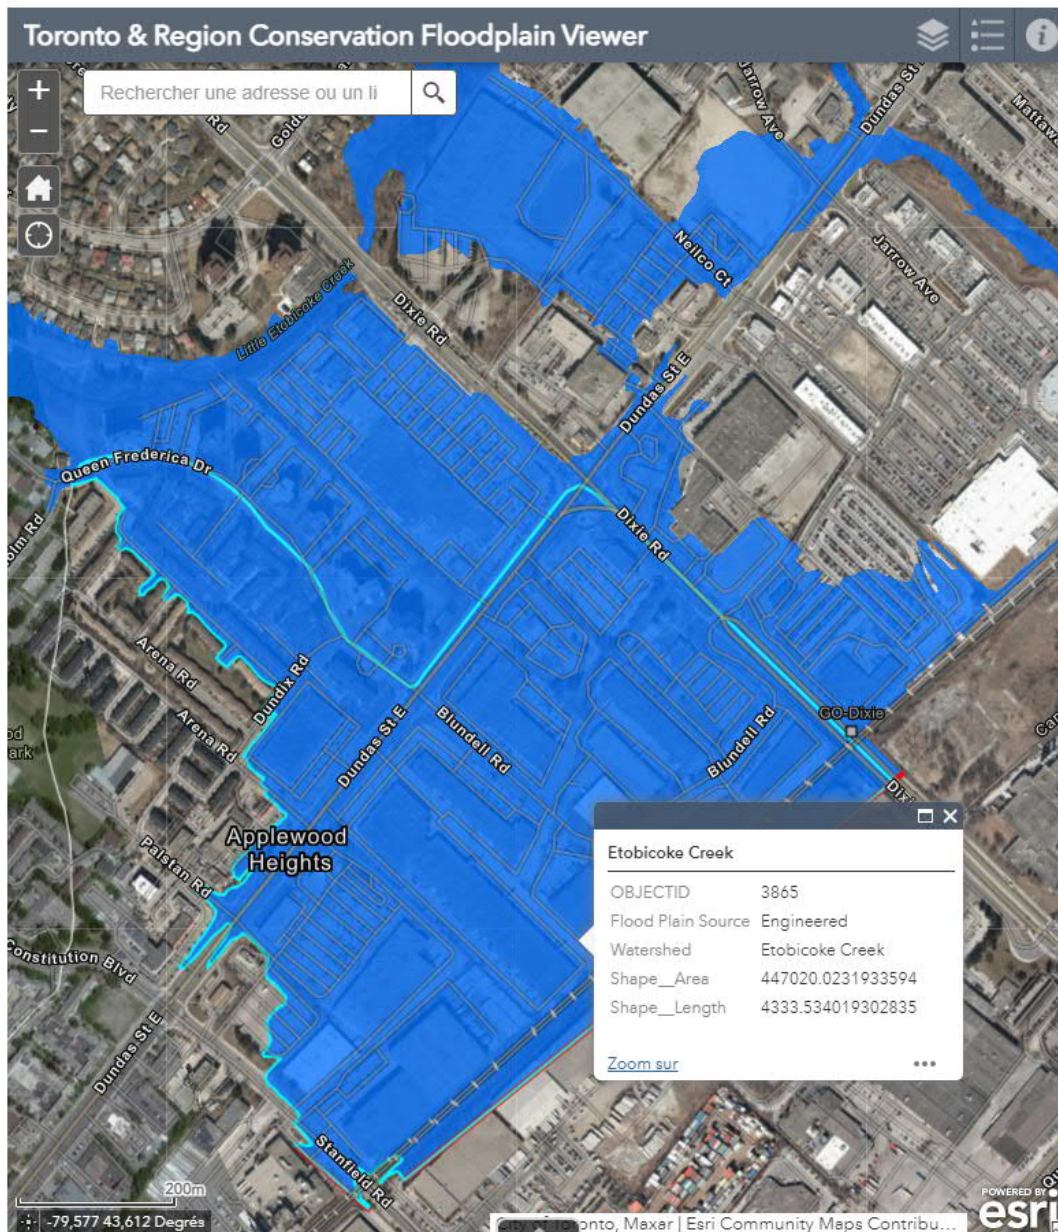 Toronto & Region Conservation Floodplain Viewer
Rechercher une adresse ou un li
Rd
Jarrow Ave
Dundas St E
Neilco Ct
Jarrow Ave
Little Etobicoke Creek
Dixie Rd
Dundas St E
Queen Frederica Dr
Dixie Rd
Arena Rd
Dundix Rd
Arena Rd
Dundas St E
Blundell Rd
Blundell Rd
GO-Dixie
Applewood
Heights
Palstan Rd
Constitution Blvd
Dundas St E
Stanfield Rd
Etobicoke Creek
OBJECTID 3865
Flood Plain Source Engineered
Watershed Etobicoke Creek
Shape__Area 447020.0231933594
Shape__Length 4333.534019302835
Zoom sur
200m
-79,577 43,612 Degrés
City of Toronto, Maxar | Esri Community Maps Contribu...
POWERED BY
esri